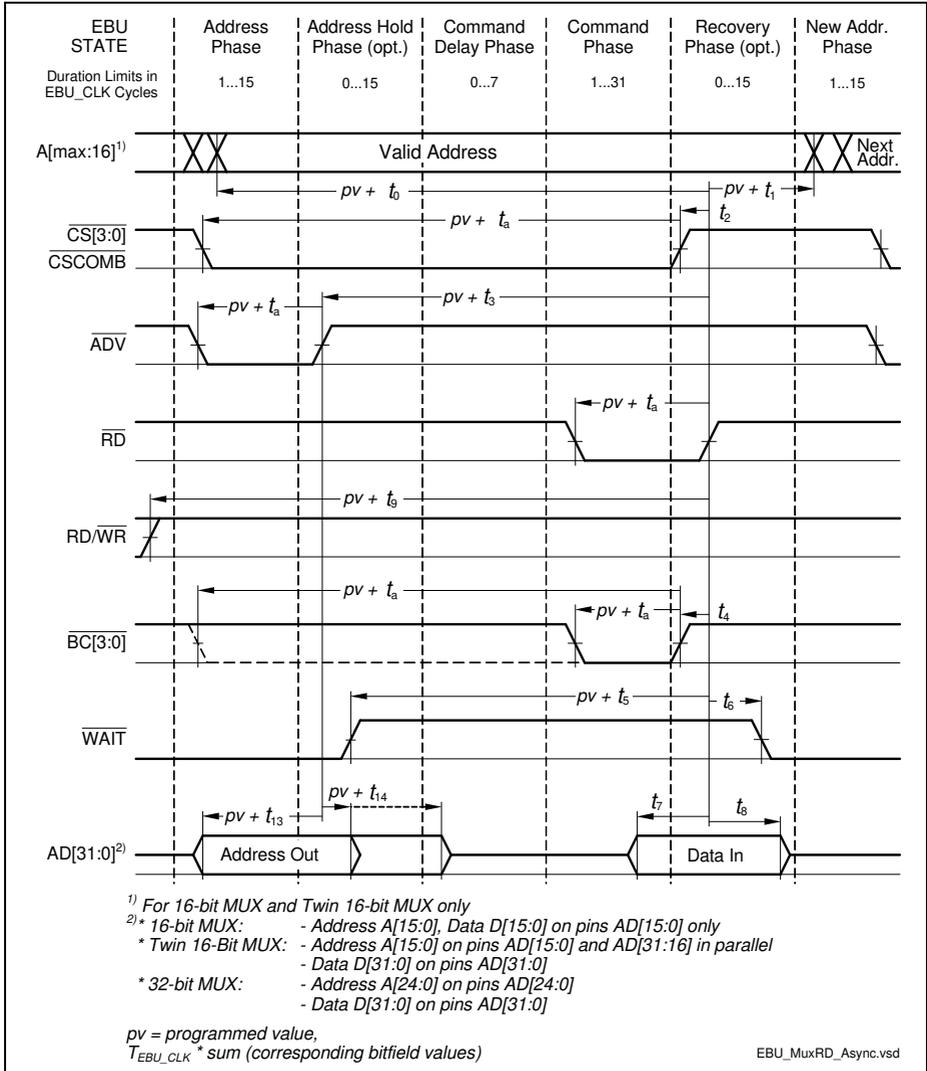 EBU STATE
Address Phase
Address Hold Phase (opt.)
Command Delay Phase
Command Phase
Recovery Phase (opt.)
New Addr. Phase
Duration Limits in EBU_CLK Cycles
1...15
0...15
0...7
1...31
0...15
1...15
A[max:16]1)
Valid Address
Next Addr.
pv + t0
pv + t1
pv + ta
t2
CS[3:0]
CSCOMB
pv + ta
pv + t3
ADV
pv + ta
RD
pv + t9
RD/WR
pv + ta
pv + ta
t4
BC[3:0]
pv + t5
t6
WAIT
pv + t13
pv + t14
t7
t8
AD[31:0]2)
Address Out
Data In
1) For 16-bit MUX and Twin 16-bit MUX only
2)* 16-bit MUX: - Address A[15:0], Data D[15:0] on pins AD[15:0] only
* Twin 16-Bit MUX: - Address A[15:0] on pins AD[15:0] and AD[31:16] in parallel
- Data D[31:0] on pins AD[31:0]
* 32-bit MUX: - Address A[24:0] on pins AD[24:0]
- Data D[31:0] on pins AD[31:0]
pv = programmed value,
TEBU_CLK * sum (corresponding bitfield values)
EBU_MuxRD_Async.vsd